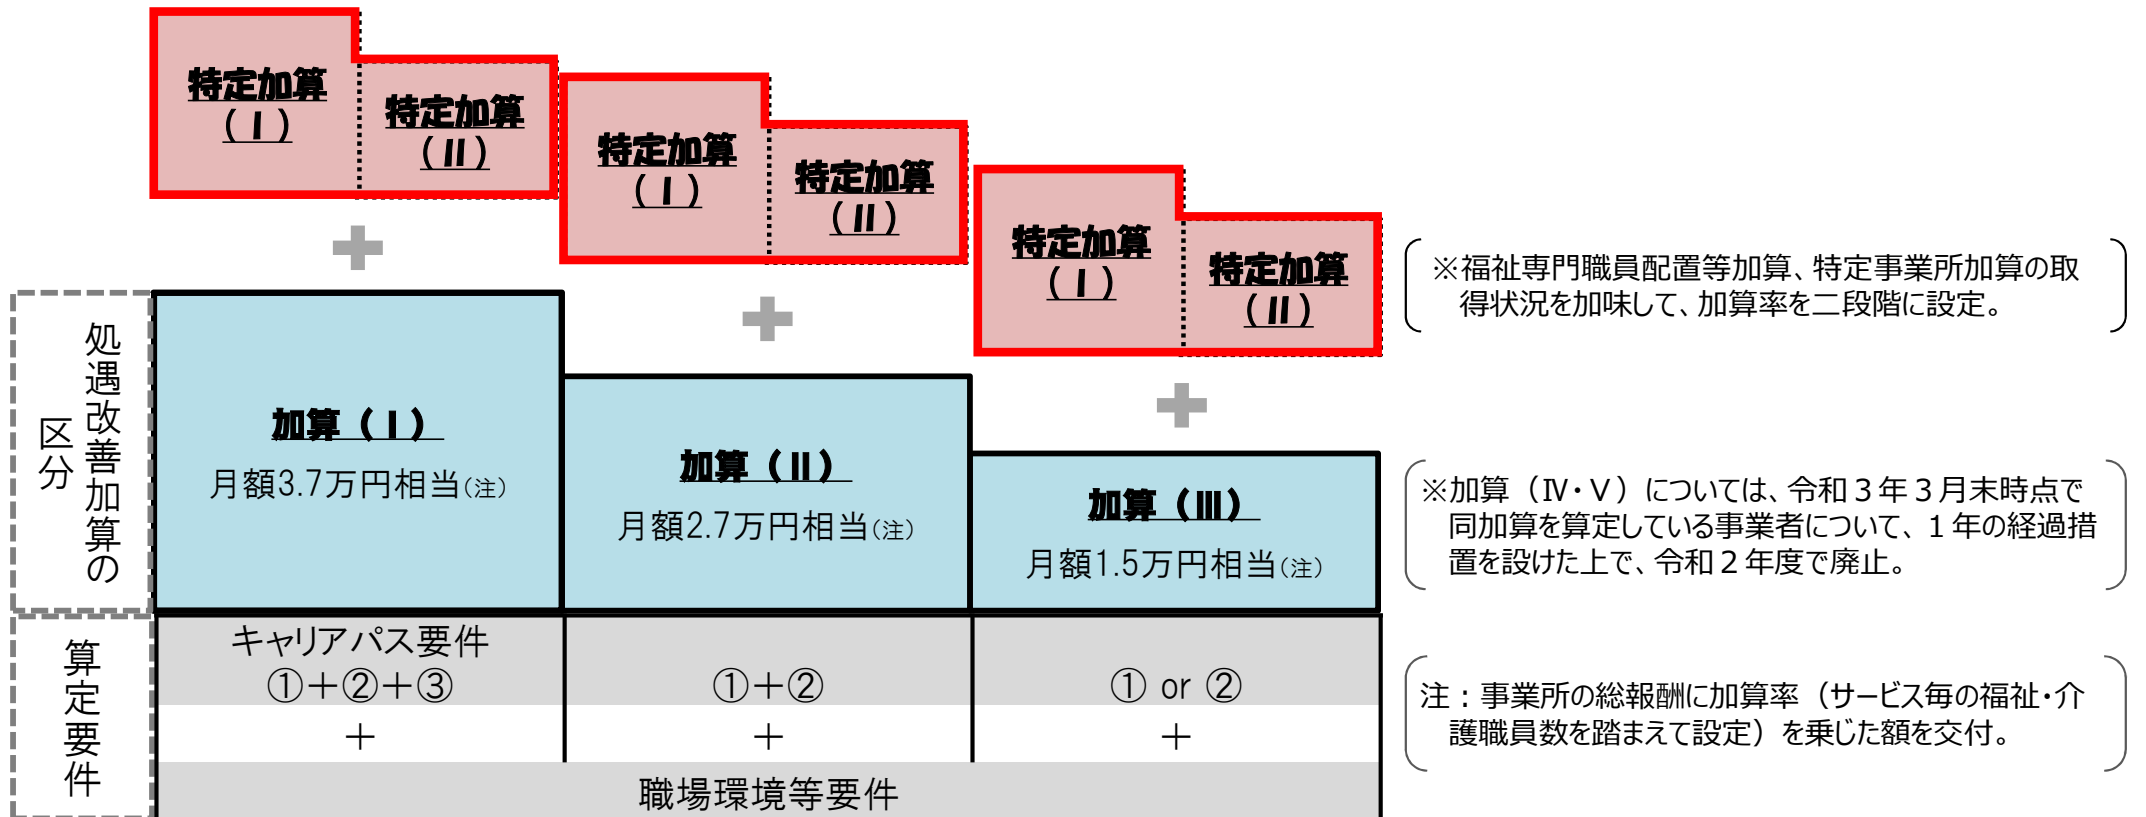 特定加算
(Ⅰ)
特定加算
(Ⅱ)
特定加算
(Ⅰ)
特定加算
(Ⅱ)
特定加算
(Ⅰ)
特定加算
(Ⅱ)
※福祉専門職員配置等加算、特定事業所加算の取
得状況を加味して、加算率を二段階に設定。
処遇改善加算の
区分
加算（Ⅰ）
月額3.7万円相当(注)
加算（Ⅱ）
月額2.7万円相当(注)
加算（Ⅲ）
月額1.5万円相当(注)
※加算（Ⅳ・Ⅴ）については、令和３年３月末時点で
同加算を算定している事業者について、１年の経過措
置を設けた上で、令和２年度で廃止。
算定要件
キャリアパス要件
①＋②＋③
①＋②
① or ②
＋
＋
＋
職場環境等要件
注：事業所の総報酬に加算率（サービス毎の福祉・介
護職員数を踏まえて設定）を乗じた額を交付。